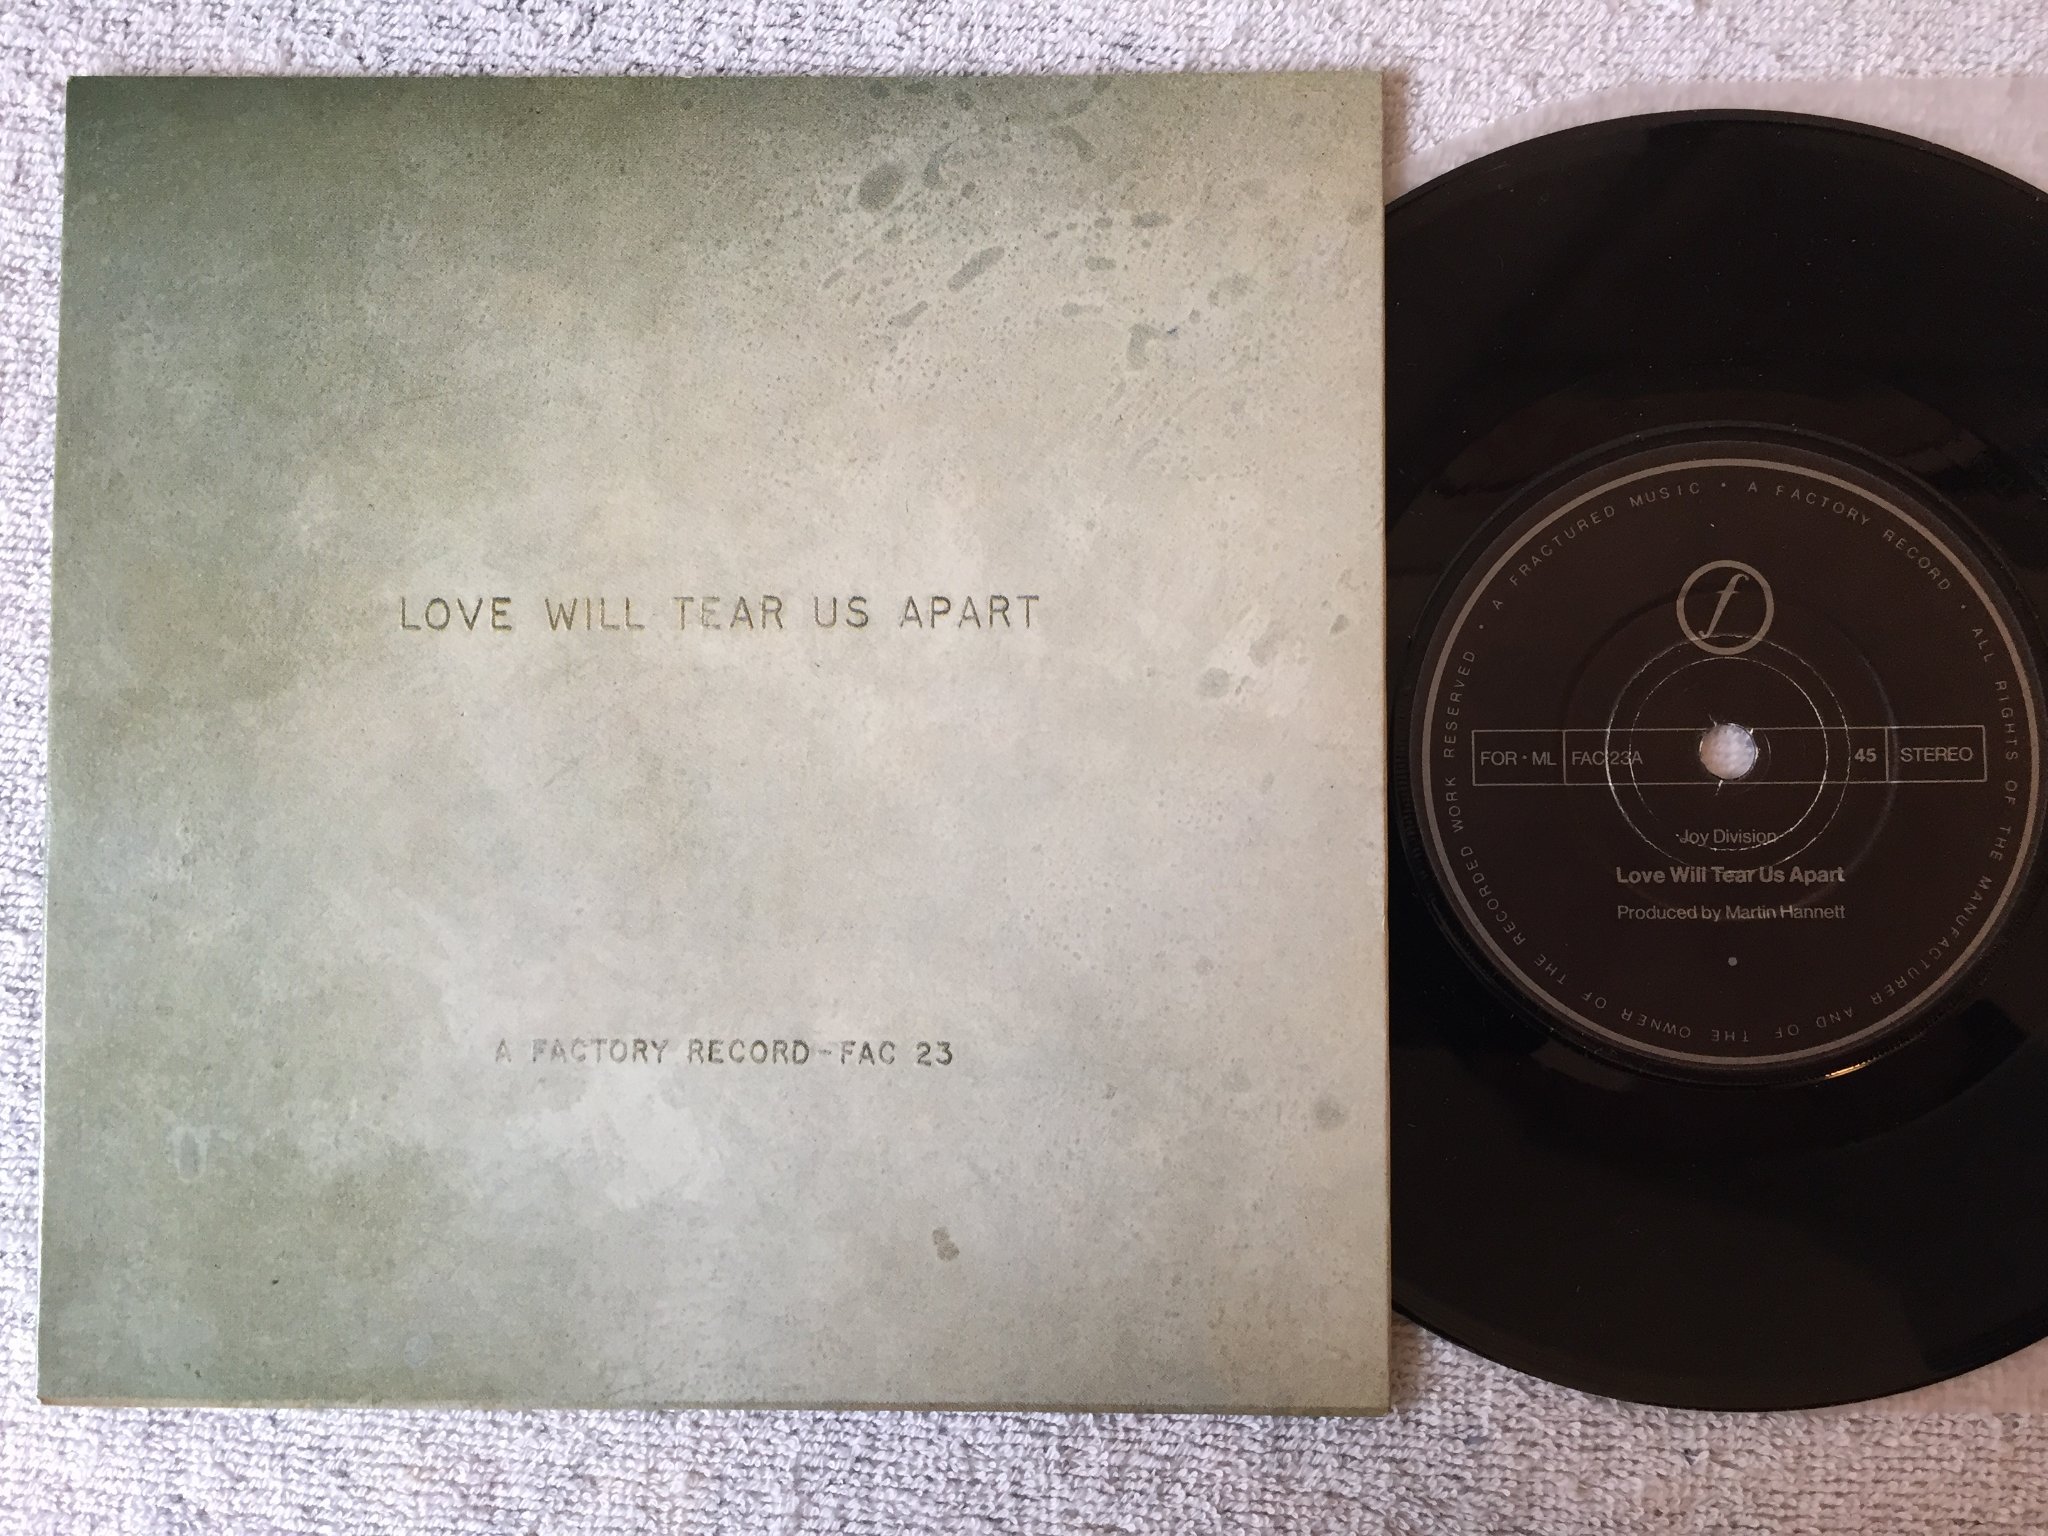 LOVE WILL TEAR US APART
A FACTORY RECORD-FAC 23
A FRACTURED MUSIC • A FACTORY RECORD • ALL RIGHTS OF THE MANUFACTURER AND OF THE OWNER OF THE RECORDED WORK RESERVED •
f
FOR • ML FAC 23A 45 STEREO
Joy Division
Love Will Tear Us Apart
Produced by Martin Hannett